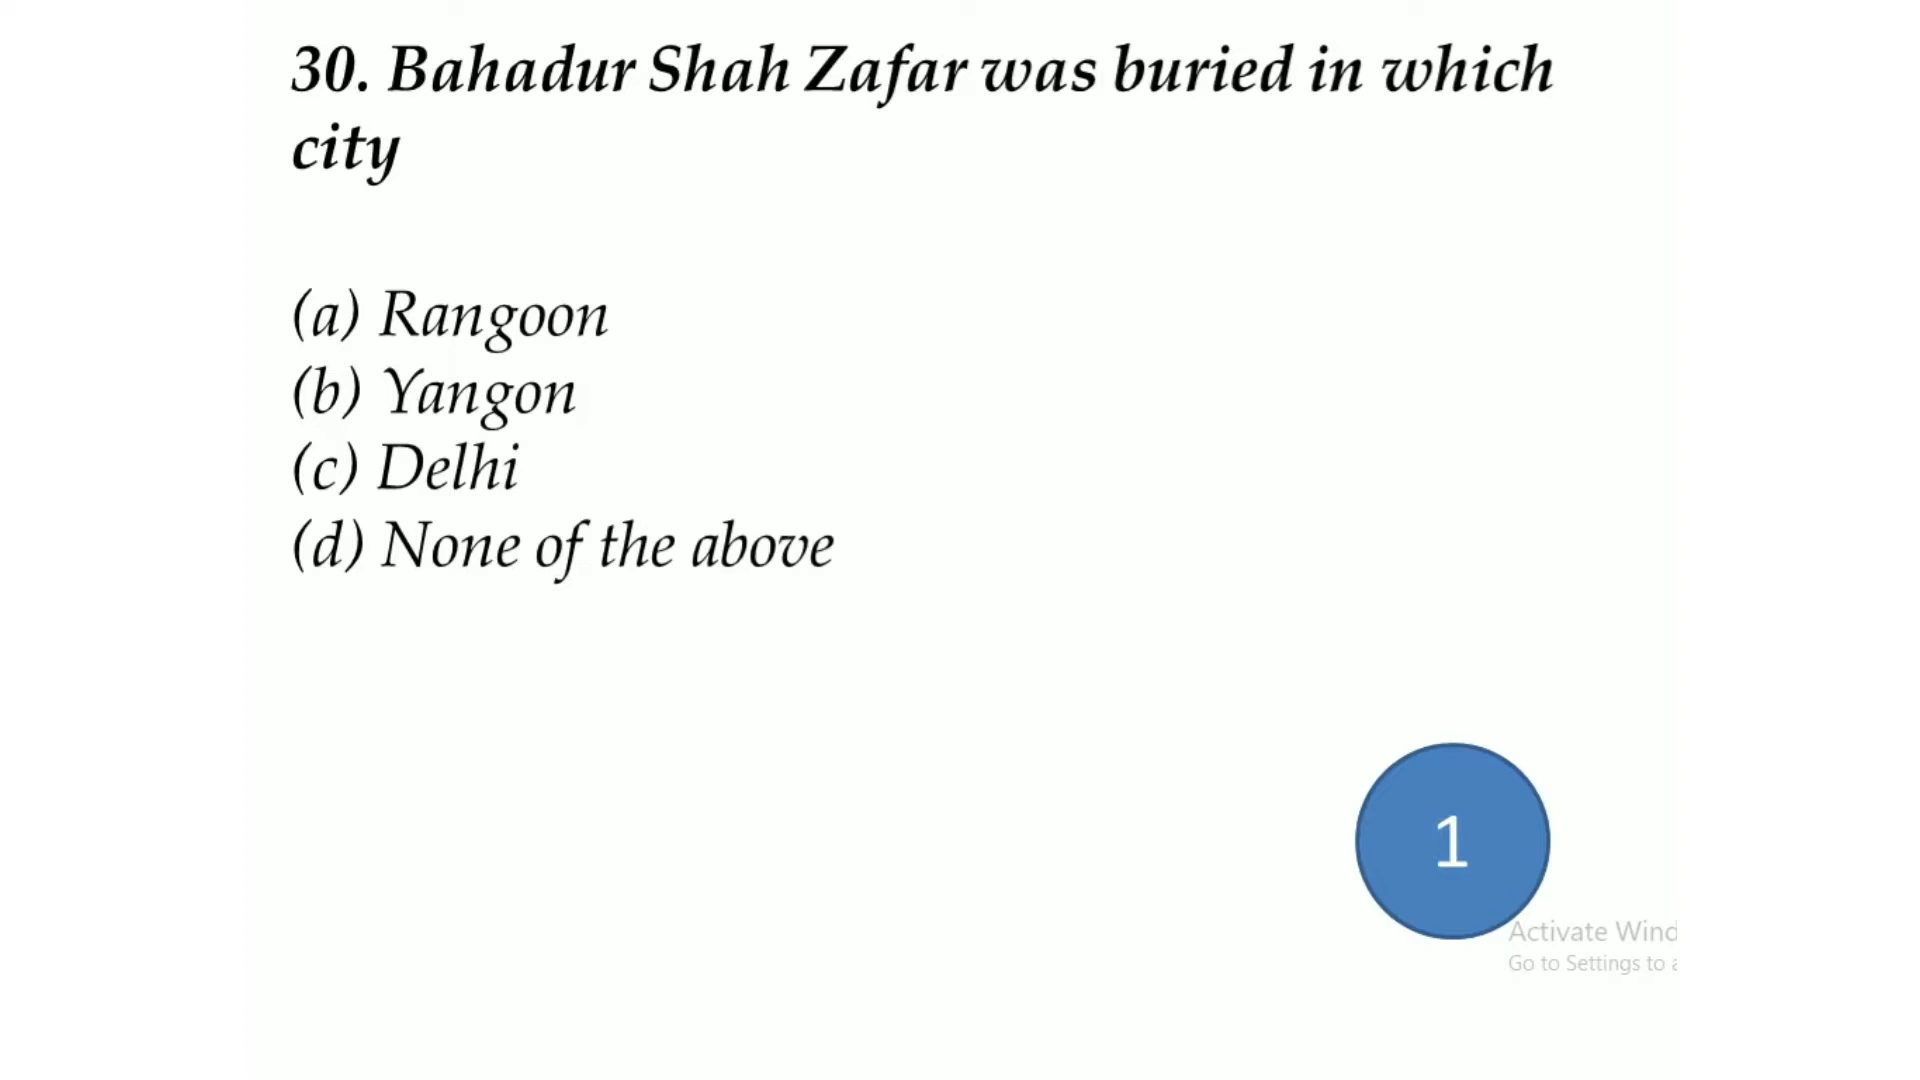 30. Bahadur Shah Zafar was buried in which
city
(a) Rangoon
(b) Yangon
(c) Delhi
(d) None of the above
1
Activate Wind
Go to Settings to a